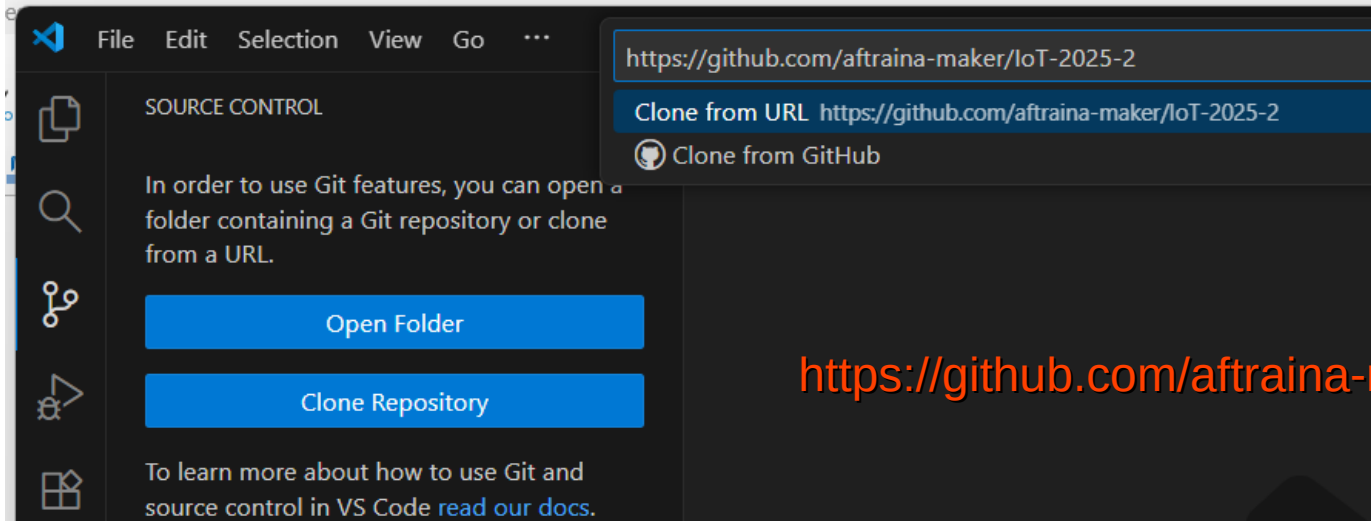 File Edit Selection View Go ···
https://github.com/aftraina-maker/IoT-2025-2
Clone from URL https://github.com/aftraina-maker/IoT-2025-2
Clone from GitHub
SOURCE CONTROL
In order to use Git features, you can open a
folder containing a Git repository or clone
from a URL.
Open Folder
Clone Repository
To learn more about how to use Git and
source control in VS Code read our docs.
https://github.com/aftraina-